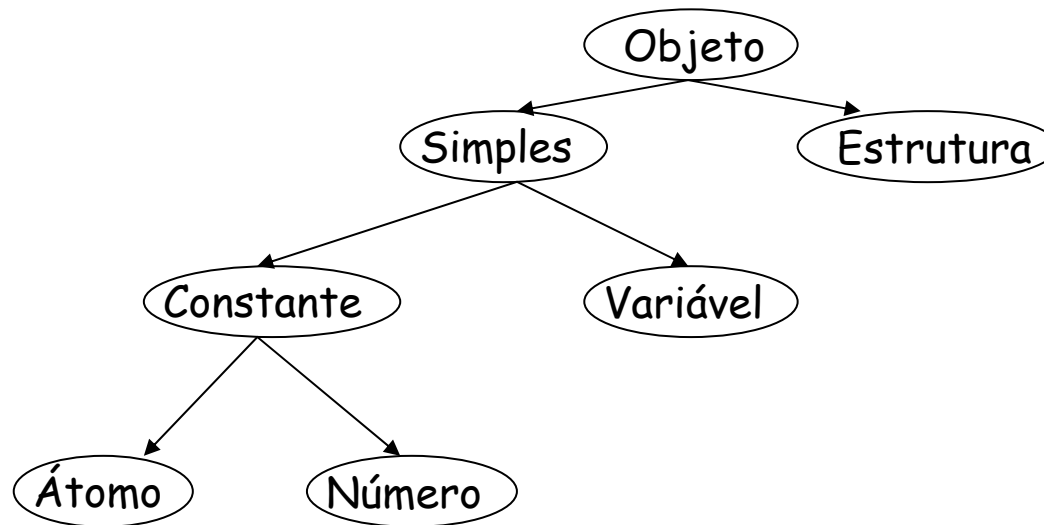 Objeto
Simples
Estrutura
Constante
Variável
Átomo
Número